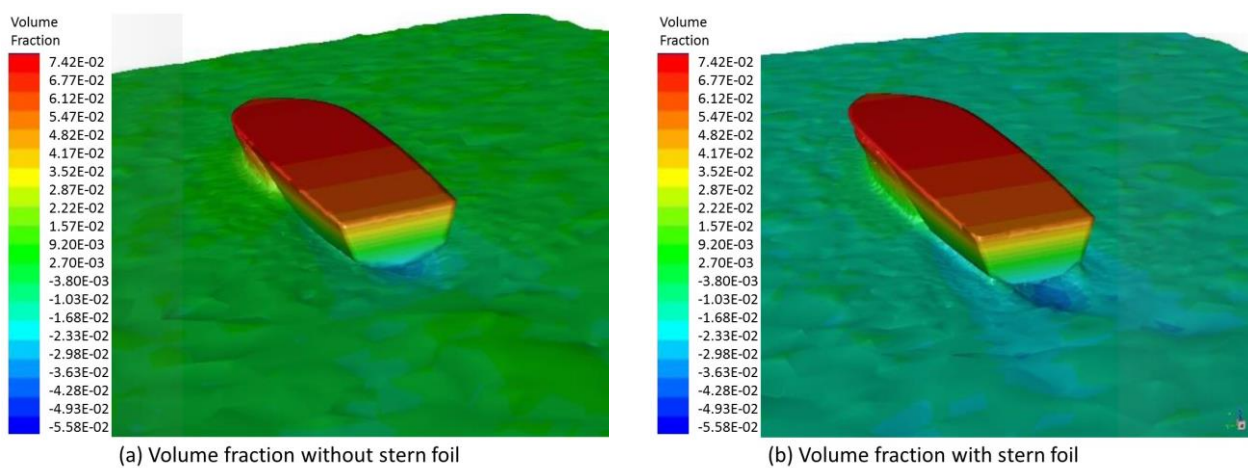 Volume
Fraction
7.42E-02
6.77E-02
6.12E-02
5.47E-02
4.82E-02
4.17E-02
3.52E-02
2.87E-02
2.22E-02
1.57E-02
9.20E-03
2.70E-03
-3.80E-03
-1.03E-02
-1.68E-02
-2.33E-02
-2.98E-02
-3.63E-02
-4.28E-02
-4.93E-02
-5.58E-02
(a) Volume fraction without stern foil
Volume
Fraction
7.42E-02
6.77E-02
6.12E-02
5.47E-02
4.82E-02
4.17E-02
3.52E-02
2.87E-02
2.22E-02
1.57E-02
9.20E-03
2.70E-03
-3.80E-03
-1.03E-02
-1.68E-02
-2.33E-02
-2.98E-02
-3.63E-02
-4.28E-02
-4.93E-02
-5.58E-02
(b) Volume fraction with stern foil